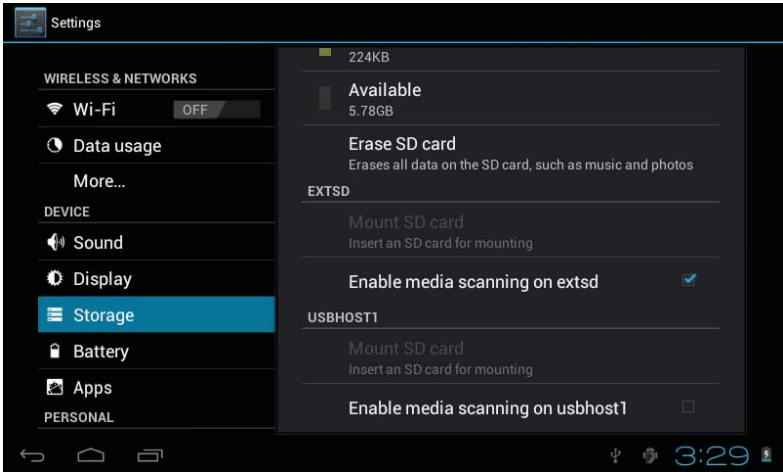 Settings
WIRELESS & NETWORKS
Wi-Fi OFF
Data usage
More...
DEVICE
Sound
Display
Storage
Battery
Apps
PERSONAL
224KB
Available
5.78GB
Erase SD card
Erases all data on the SD card, such as music and photos
EXTSD
Mount SD card
Insert an SD card for mounting
Enable media scanning on extsd
USBHOST1
Mount SD card
Insert an SD card for mounting
Enable media scanning on usbhost1
3:29